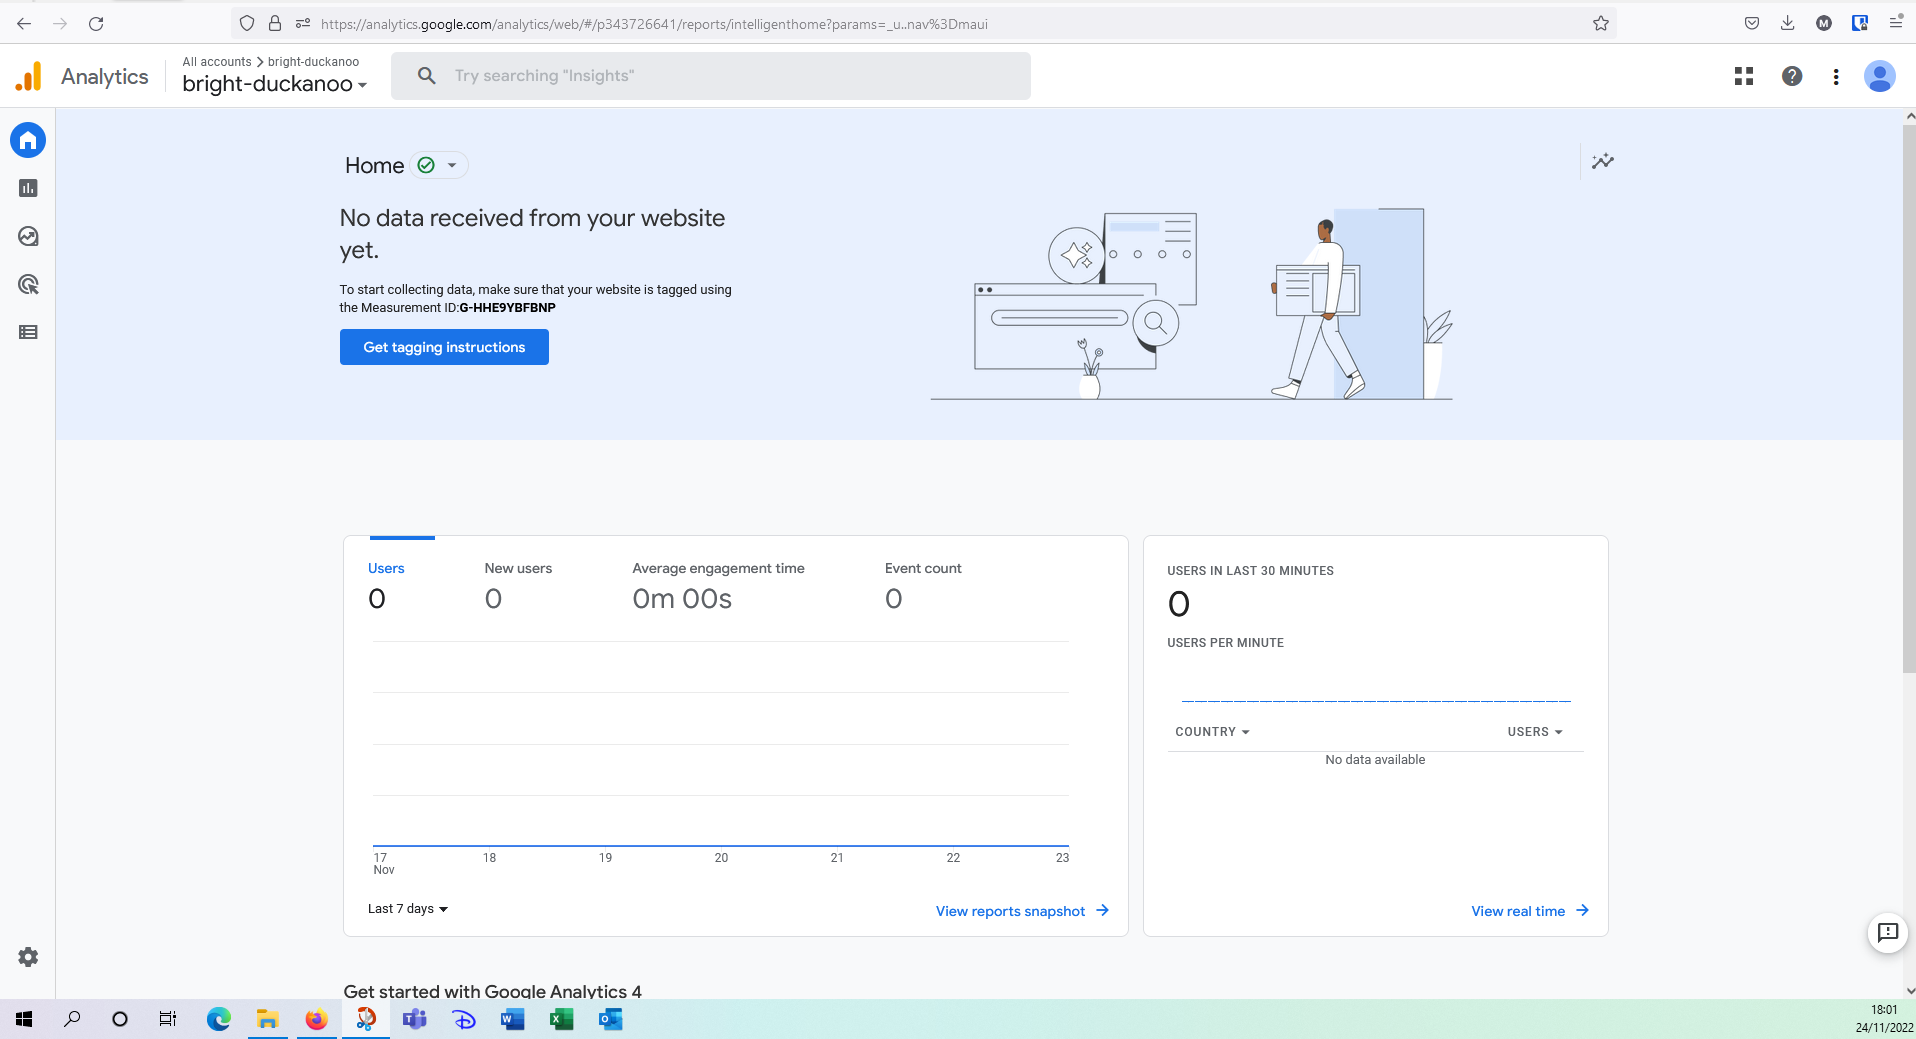 https://analytics.google.com/analytics/web/#/p343726641/reports/intelligenthome?params=_u..nav%3Dmaui
M
Analytics
All accounts > bright-duckanoo
bright-duckanoo
Try searching "Insights"
Home
No data received from your website
yet.
To start collecting data, make sure that your website is tagged using
the Measurement ID:G-HHE9YBFBNP
Get tagging instructions
Users
New users
Average engagement time
Event count
0
0
0m 00s
0
17
Nov
18
19
20
21
22
23
Last 7 days
View reports snapshot
USERS IN LAST 30 MINUTES
0
USERS PER MINUTE
COUNTRY
USERS
No data available
View real time
Get started with Google Analytics 4
18:01
24/11/2022